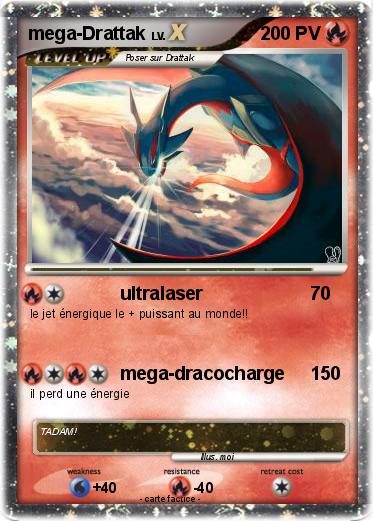 mega-Drattak LV. X 200 PV
LEVEL UP Poser sur Drattak
ultralaser 70
le jet énergique le + puissant au monde!!
mega-dracocharge 150
il perd une énergie
TADAM!
Illus. moi
weakness resistance retreat cost
+40 -40
- carte factice -